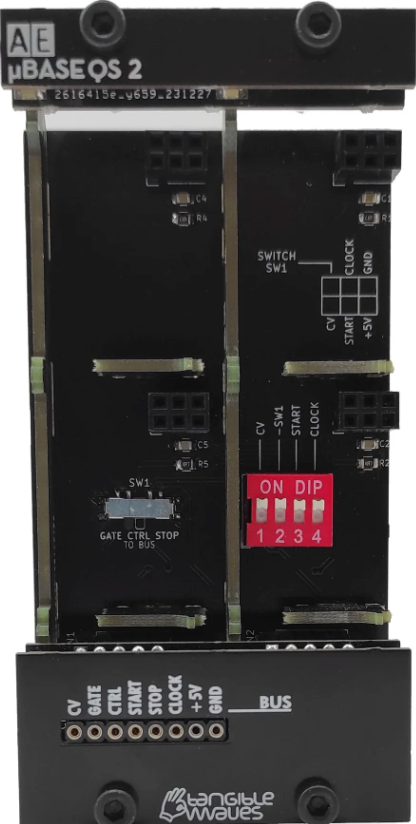 AE
µBASE QS 2
2616415e_y659_231227
C4
R4
C1
R1
SWITCH
SW1
CLOCK
GND
CV
START
+5V
C5
R5
C2
R2
CV
-SW1
START
CLOCK
SW1
GATE CTRL STOP
TO BUS
ON DIP
1 2 3 4
N1
N2
CV GATE CTRL START STOP CLOCK +5V GND
BUS
tangible
waves